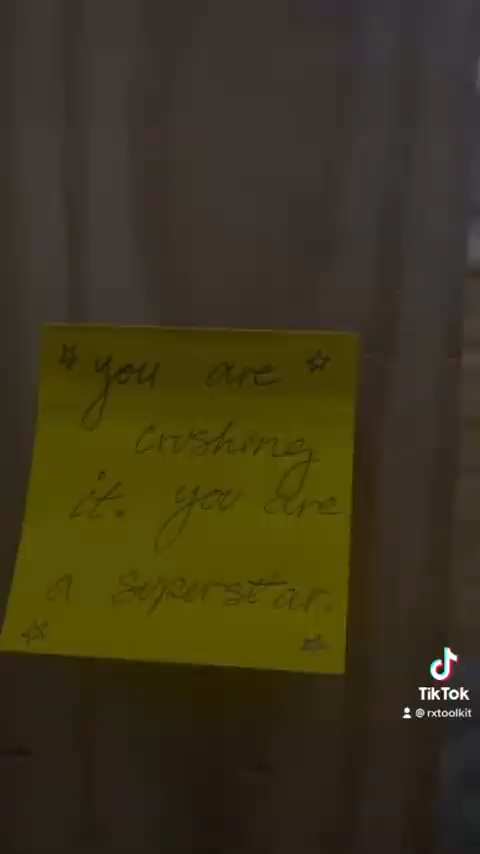 you are
crushing
it. you are
a superstar.
TikTok
@rxtoolkit